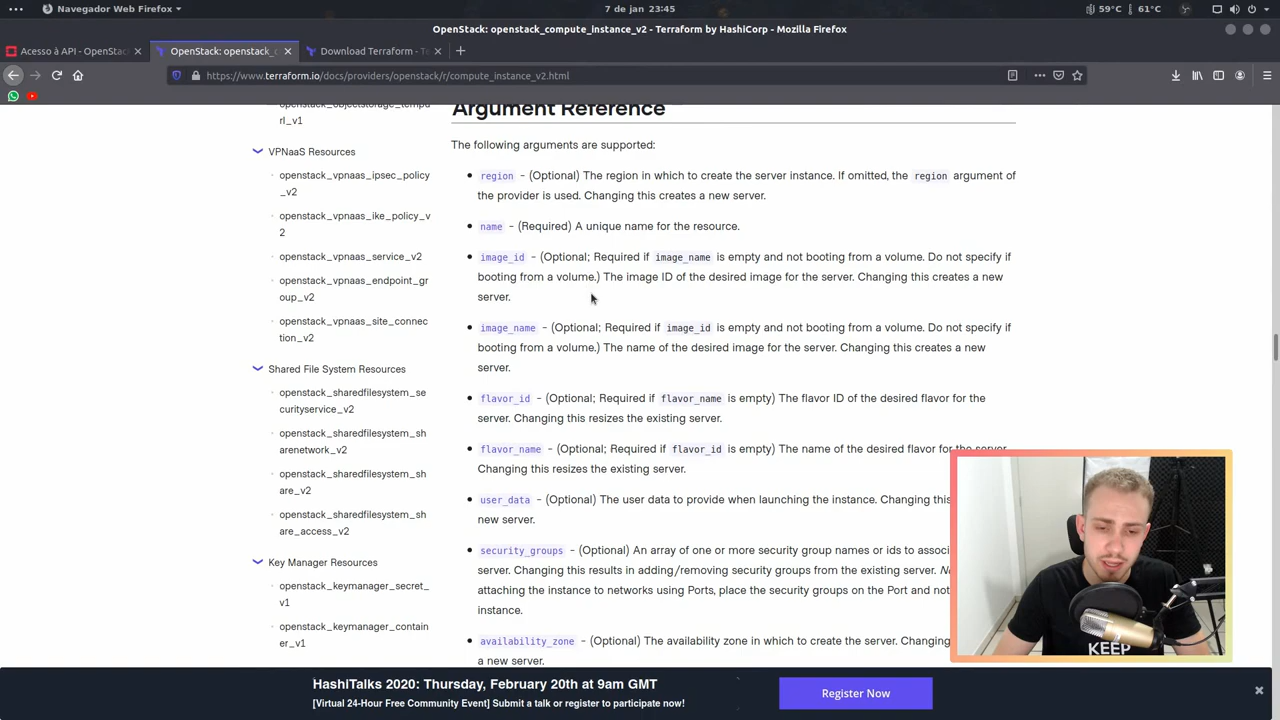 Navegador Web Firefox
7 de jan 23:45
59°C
61°C
OpenStack: openstack_compute_instance_v2 - Terraform by HashiCorp - Mozilla Firefox
Acesso à API - OpenSta
OpenStack: openstack_c
Download Terraform - Te
https://www.terraform.io/docs/providers/openstack/r/compute_instance_v2.html
openstack_objectstorage_tempu
rl_v1
VPNaaS Resources
openstack_vpnaas_ipsec_policy
_v2
openstack_vpnaas_ike_policy_v
2
openstack_vpnaas_service_v2
openstack_vpnaas_endpoint_gr
oup_v2
openstack_vpnaas_site_connec
tion_v2
Shared File System Resources
openstack_sharedfilesystem_se
curityservice_v2
openstack_sharedfilesystem_sh
arenetwork_v2
openstack_sharedfilesystem_sh
are_v2
openstack_sharedfilesystem_sh
are_access_v2
Key Manager Resources
openstack_keymanager_secret_
v1
openstack_keymanager_contain
er_v1
Argument Reference
The following arguments are supported:
region - (Optional) The region in which to create the server instance. If omitted, the region argument of
the provider is used. Changing this creates a new server.
name - (Required) A unique name for the resource.
image_id - (Optional; Required if image_name is empty and not booting from a volume. Do not specify if
booting from a volume.) The image ID of the desired image for the server. Changing this creates a new
server.
image_name - (Optional; Required if image_id is empty and not booting from a volume. Do not specify if
booting from a volume.) The name of the desired image for the server. Changing this creates a new
server.
flavor_id - (Optional; Required if flavor_name is empty) The flavor ID of the desired flavor for the
server. Changing this resizes the existing server.
flavor_name - (Optional; Required if flavor_id is empty) The name of the desired flavor for the server.
Changing this resizes the existing server.
user_data - (Optional) The user data to provide when launching the instance. Changing this
new server.
security_groups - (Optional) An array of one or more security group names or ids to associ
server. Changing this results in adding/removing security groups from the existing server. No
attaching the instance to networks using Ports, place the security groups on the Port and not
instance.
availability_zone - (Optional) The availability zone in which to create the server. Changing
a new server.
KEEP
HashiTalks 2020: Thursday, February 20th at 9am GMT
[Virtual 24-Hour Free Community Event] Submit a talk or register to participate now!
Register Now